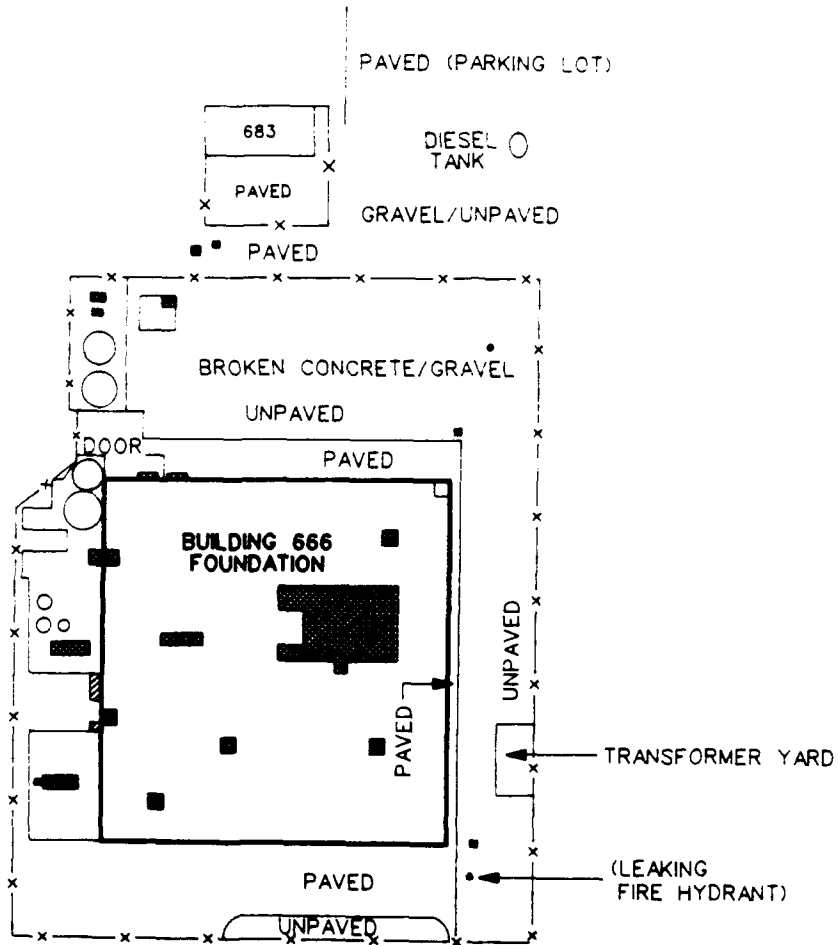 PAVED (PARKING LOT)
683
DIESEL
TANK
PAVED
GRAVEL/UNPAVED
PAVED
BROKEN CONCRETE/GRAVEL
UNPAVED
DOOR
PAVED
BUILDING 666
FOUNDATION
UNPAVED
PAVED
TRANSFORMER YARD
(LEAKING
FIRE HYDRANT)
PAVED
UNPAVED